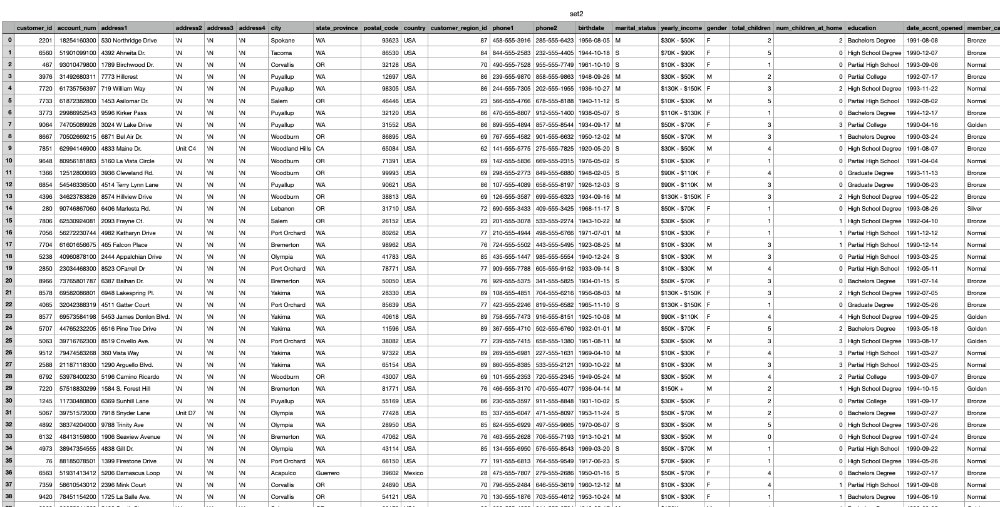 set2
customer_id account_num address1 address2 address3 address4 city state_province postal_code country customer_region_id phone1 phone2 birthdate marital_status yearly_income gender total_children num_children_at_home education date_accnt_opened member_ca
0 2201 18254160300 530 Northridge Drive \N \N \N Spokane WA 93623 USA 87 458-555-3916 285-555-6423 1956-08-05 M $30K - $50K F 2 2 Bachelors Degree 1991-08-08 Bronze
1 6560 51901099100 4392 Ahneita Dr. \N \N \N Tacoma WA 86530 USA 84 844-555-2583 232-555-4405 1944-10-18 S $70K - $90K F 5 0 High School Degree 1990-12-07 Bronze
2 467 93010479800 1789 Birchwood Dr. \N \N \N Corvallis OR 32128 USA 70 490-555-7528 955-555-7749 1961-10-10 S $10K - $30K F 1 0 Partial High School 1993-09-06 Normal
3 3976 31492680311 7773 Hillcrest \N \N \N Puyallup WA 12697 USA 86 239-555-9870 858-555-9863 1948-09-26 M $30K - $50K M 2 0 Partial College 1992-07-17 Bronze
4 7720 61735756397 719 William Way \N \N \N Puyallup WA 98305 USA 86 244-555-7305 202-555-1955 1936-10-27 M $130K - $150K F 3 2 High School Degree 1993-11-22 Normal
5 7733 61872382800 1453 Asilomar Dr. \N \N \N Salem OR 46446 USA 23 566-555-4766 678-555-8188 1940-11-12 S $10K - $30K M 5 0 Partial High School 1992-08-02 Normal
6 3773 29986952543 9596 Kirker Pass \N \N \N Puyallup WA 32120 USA 86 470-555-8807 912-555-1400 1938-05-07 S $110K - $130K F 1 0 Bachelors Degree 1994-12-17 Bronze
7 9064 74705089926 3024 W Lake Drive \N \N \N Puyallup WA 31552 USA 86 899-555-4894 857-555-8544 1934-09-17 M $50K - $70K F 3 3 Partial College 1990-04-16 Golden
8 8667 70502669215 6871 Bel Air Dr. \N \N \N Woodburn OR 86895 USA 69 767-555-4582 901-555-6632 1950-12-02 M $50K - $70K M 3 1 Bachelors Degree 1990-03-24 Bronze
9 7851 62994146900 4833 Maine Dr. Unit C4 \N \N Woodland Hills CA 65084 USA 62 141-555-5775 275-555-7825 1920-05-20 S $30K - $50K M 4 0 High School Degree 1991-08-07 Bronze
10 9648 80956181883 5160 La Vista Circle \N \N \N Woodburn OR 71391 USA 69 142-555-5836 669-555-2315 1976-05-02 S $10K - $30K F 1 0 Partial High School 1991-04-04 Normal
11 1366 12512800693 3936 Cleveland Rd. \N \N \N Woodburn OR 99993 USA 69 298-555-2773 849-555-6880 1948-02-05 S $90K - $110K F 4 0 Graduate Degree 1993-11-13 Bronze
12 6854 54546336500 4514 Terry Lynn Lane \N \N \N Puyallup WA 90621 USA 86 107-555-4089 658-555-8197 1926-12-03 S $90K - $110K M 3 0 Graduate Degree 1990-06-23 Bronze
13 4396 34623783826 8574 Hillview Drive \N \N \N Woodburn OR 38813 USA 69 126-555-3587 699-555-6323 1934-09-16 M $130K - $150K F 3 2 High School Degree 1994-05-22 Bronze
14 280 90746867060 6406 Marlesta Rd. \N \N \N Lebanon OR 31710 USA 72 690-555-3433 409-555-3425 1968-11-17 S $50K - $70K F 1 0 High School Degree 1993-08-26 Silver
15 7806 62530924081 2093 Frayne Ct. \N \N \N Salem OR 26152 USA 23 201-555-3078 533-555-2274 1943-10-22 M $30K - $50K F 1 1 High School Degree 1992-04-10 Bronze
16 7056 56272230744 4982 Katharyn Drive \N \N \N Port Orchard WA 80262 USA 77 210-555-4944 498-555-6766 1971-07-01 M $10K - $30K F 1 1 Partial High School 1991-12-12 Normal
17 7704 61601656675 465 Falcon Place \N \N \N Bremerton WA 98962 USA 76 724-555-5502 443-555-5495 1923-08-25 M $10K - $30K M 3 1 Partial High School 1990-12-14 Normal
18 5238 40960878100 2444 Appalchian Drive \N \N \N Olympia WA 41783 USA 85 435-555-1447 985-555-5554 1940-12-24 S $10K - $30K M 3 0 Partial High School 1993-03-25 Normal
19 2850 23034468300 8523 OFarrell Dr \N \N \N Port Orchard WA 78771 USA 77 909-555-7788 605-555-9152 1933-09-14 S $10K - $30K M 4 0 Partial High School 1992-05-11 Normal
20 8966 73765801787 6387 Balhan Dr. \N \N \N Bremerton WA 50050 USA 76 929-555-5375 341-555-5825 1934-01-15 S $50K - $70K F 3 0 Bachelors Degree 1991-07-14 Bronze
21 8578 69582086801 6948 Lakespring Pl. \N \N \N Yakima WA 28330 USA 89 108-555-4851 704-555-6216 1956-08-03 M $130K - $150K F 3 2 High School Degree 1992-07-05 Bronze
22 4065 32042388319 4511 Gatter Court \N \N \N Port Orchard WA 85639 USA 77 423-555-2246 819-555-6582 1965-11-10 S $130K - $150K F 1 0 Graduate Degree 1992-05-26 Bronze
23 8577 69573584198 5453 James Donlon Blvd. \N \N \N Yakima WA 40618 USA 89 758-555-7473 916-555-8151 1925-10-08 M $90K - $110K F 4 4 High School Degree 1994-09-25 Golden
24 5707 44765232205 6516 Pine Tree Drive \N \N \N Yakima WA 11596 USA 89 367-555-4710 502-555-6760 1932-01-01 M $50K - $70K F 5 2 Bachelors Degree 1993-05-18 Golden
25 5063 39716762300 8519 Crivello Ave. \N \N \N Port Orchard WA 38082 USA 77 239-555-7415 658-555-1380 1951-08-11 M $30K - $50K M 3 3 High School Degree 1993-08-17 Golden
26 9512 79474583268 360 Vista Way \N \N \N Yakima WA 97322 USA 89 269-555-6981 227-555-1631 1969-04-10 M $10K - $30K F 4 3 Partial High School 1991-03-27 Normal
27 2588 21187118300 1290 Arguello Blvd. \N \N \N Yakima WA 65154 USA 89 860-555-8385 533-555-2121 1930-10-22 M $10K - $30K M 3 3 Partial High School 1992-03-25 Normal
28 6792 53978400230 5196 Camino Ricardo \N \N \N Woodburn OR 43007 USA 69 101-555-2353 720-555-2345 1949-05-24 M $30K - $50K M 4 2 Partial College 1993-09-07 Bronze
29 7220 57518830299 1584 S. Forest Hill \N \N \N Bremerton WA 81771 USA 76 466-555-3170 470-555-4077 1936-04-14 M $150K + M 2 1 High School Degree 1994-10-15 Golden
30 1245 11730480800 6369 Sunhill Lane \N \N \N Puyallup WA 55169 USA 86 230-555-3597 911-555-8848 1931-10-02 S $30K - $50K F 2 0 Partial College 1991-09-17 Bronze
31 5067 39751572000 7918 Snyder Lane Unit D7 \N \N Olympia WA 77428 USA 85 337-555-6047 471-555-8097 1953-11-24 S $50K - $70K M 2 0 Bachelors Degree 1990-07-27 Bronze
32 4892 38374204000 9788 Trinity Ave \N \N \N Olympia WA 28950 USA 85 824-555-6929 497-555-9665 1970-06-07 S $30K - $50K M 5 0 High School Degree 1993-07-26 Bronze
33 6132 48413159800 1906 Seaview Avenue \N \N \N Bremerton WA 47062 USA 76 463-555-2628 706-555-7193 1913-10-21 M $30K - $50K M 0 0 High School Degree 1991-07-24 Bronze
34 4973 38947354555 4838 Gill Dr. \N \N \N Olympia WA 43114 USA 85 134-555-6950 576-555-8543 1969-03-20 S $50K - $70K M 1 0 Partial High School 1990-09-22 Normal
35 76 88185078501 1399 Firestone Drive \N \N \N Port Orchard WA 66150 USA 77 191-555-6813 764-555-9549 1917-06-23 S $70K - $90K F 1 0 High School Degree 1994-05-26 Normal
36 6563 51931413412 5206 Damascus Loop \N \N \N Acapulco Guerrero 39602 Mexico 28 475-555-7807 279-555-2686 1950-01-16 S $50K - $70K F 4 0 Bachelors Degree 1992-07-17 Bronze
37 7359 58610543012 2396 Mink Court \N \N \N Corvallis OR 24890 USA 70 796-555-2484 646-555-3619 1960-12-12 M $10K - $30K F 4 1 Partial High School 1991-09-08 Normal
38 9420 78451154200 1725 La Salle Ave. \N \N \N Corvallis OR 54121 USA 70 130-555-1876 703-555-4612 1953-10-24 M $10K - $30K F 1 1 Bachelors Degree 1994-06-19 Normal